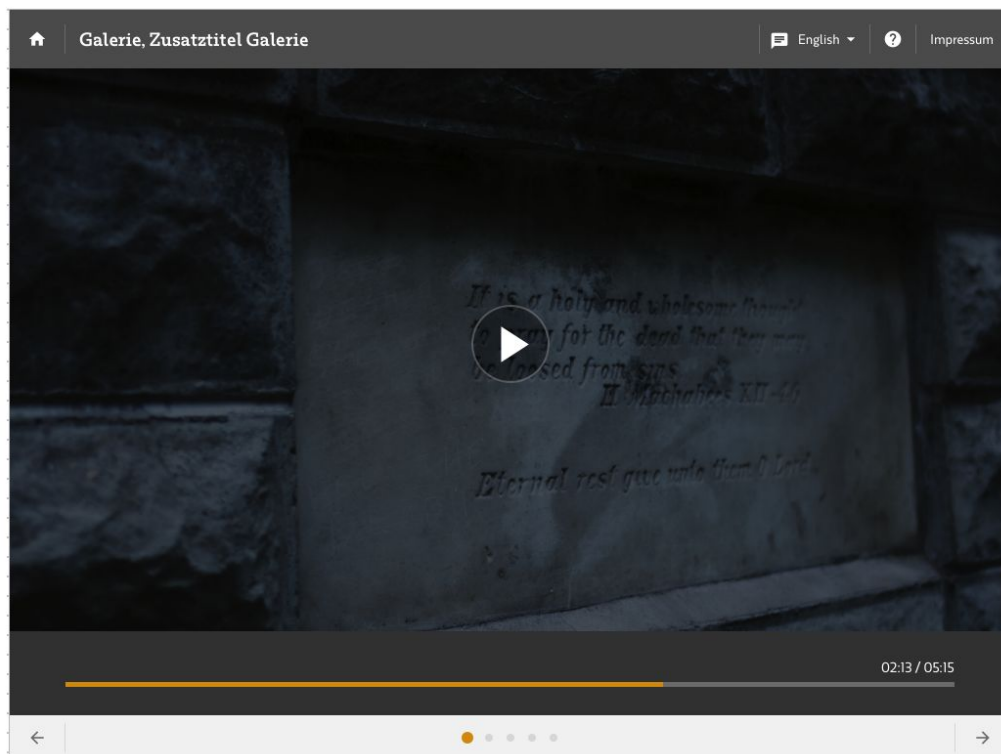 Galerie, Zusatztitel Galerie
English
Impressum
It is a holy and wholesome thought
to pray for the dead that they may
be loosed from sins
II Machabees XII-46
Eternal rest give unto them O Lord
02:13 / 05:15